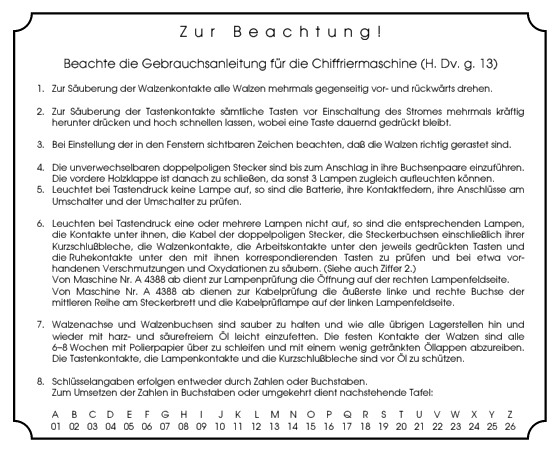 Zur Beachtung!
Beachte die Gebrauchsanleitung für die Chiffriermaschine (H. Dv. g. 13)
1. Zur Säuberung der Walzenkontakte alle Walzen mehrmals gegenseitig vor- und rückwärts drehen.
2. Zur Säuberung der Tastenkontakte sämtliche Tasten vor Einschaltung des Stromes mehrmals kräftig
herunter drücken und hoch schnellen lassen, wobei eine Taste dauernd gedrückt bleibt.
3. Bei Einstellung der in den Fenstern sichtbaren Zeichen beachten, daß die Walzen richtig gerastet sind.
4. Die unverwechselbaren doppelpoligen Stecker sind bis zum Anschlag in ihre Buchsenpaare einzuführen.
Die vordere Holzklappe ist danach zu schließen, da sonst 3 Lampen zugleich aufleuchten können.
5. Leuchtet bei Tastendruck keine Lampe auf, so sind die Batterie, ihre Kontaktfedern, ihre Anschlüsse am
Umschalter und der Umschalter zu prüfen.
6. Leuchten bei Tastendruck eine oder mehrere Lampen nicht auf, so sind die entsprechenden Lampen,
die Kontakte unter ihnen, die Kabel der doppelpoligen Stecker, die Steckerbuchsen einschließlich ihrer
Kurzschlußbleche, die Walzenkontakte, die Arbeitskontakte unter den jeweils gedrückten Tasten und
die Ruhekontakte unter den mit ihnen korrespondierenden Tasten zu prüfen und bei etwa vor-
handenen Verschmutzungen und Oxydationen zu säubern. (Siehe auch Ziffer 2.)
Von Maschine Nr. A 4388 ab dient zur Lampenprüfung die Öffnung auf der rechten Lampenfeldseite.
Von Maschine Nr. A 4388 ab dienen zur Kabelprüfung die äußerste linke und rechte Buchse der
mittleren Reihe am Steckerbrett und die Kabelprüflampe auf der linken Lampenfeldseite.
7. Walzenachse und Walzenbuchsen sind sauber zu halten und wie alle übrigen Lagerstellen hin und
wieder mit harz- und säurefreiem Öl leicht einzufetten. Die festen Kontakte der Walzen sind alle
6–8 Wochen mit Polierpapier über zu schleifen und mit einem wenig getränkten Öllappen abzureiben.
Die Tastenkontakte, die Lampenkontakte und die Kurzschlußbleche sind vor Öl zu schützen.
8. Schlüsselangaben erfolgen entweder durch Zahlen oder Buchstaben.
Zum Umsetzen der Zahlen in Buchstaben oder umgekehrt dient nachstehende Tafel:
A B C D E F G H I J K L M N O P Q R S T U V W X Y Z
01 02 03 04 05 06 07 08 09 10 11 12 13 14 15 16 17 18 19 20 21 22 23 24 25 26